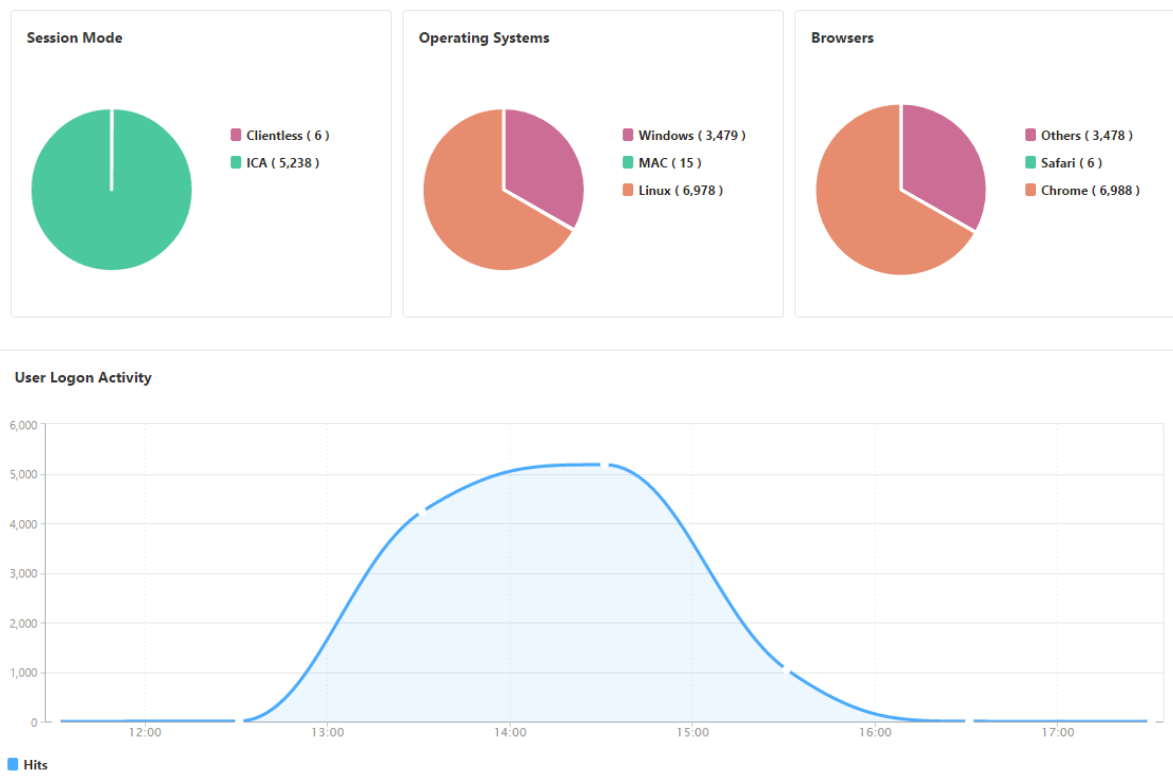 Session Mode
Clientless ( 6 )
ICA ( 5,238 )
Operating Systems
Windows ( 3,479 )
MAC ( 15 )
Linux ( 6,978 )
Browsers
Others ( 3,478 )
Safari ( 6 )
Chrome ( 6,988 )
User Logon Activity
6,000
5,000
4,000
3,000
2,000
1,000
0
12:00 13:00 14:00 15:00 16:00 17:00
Hits